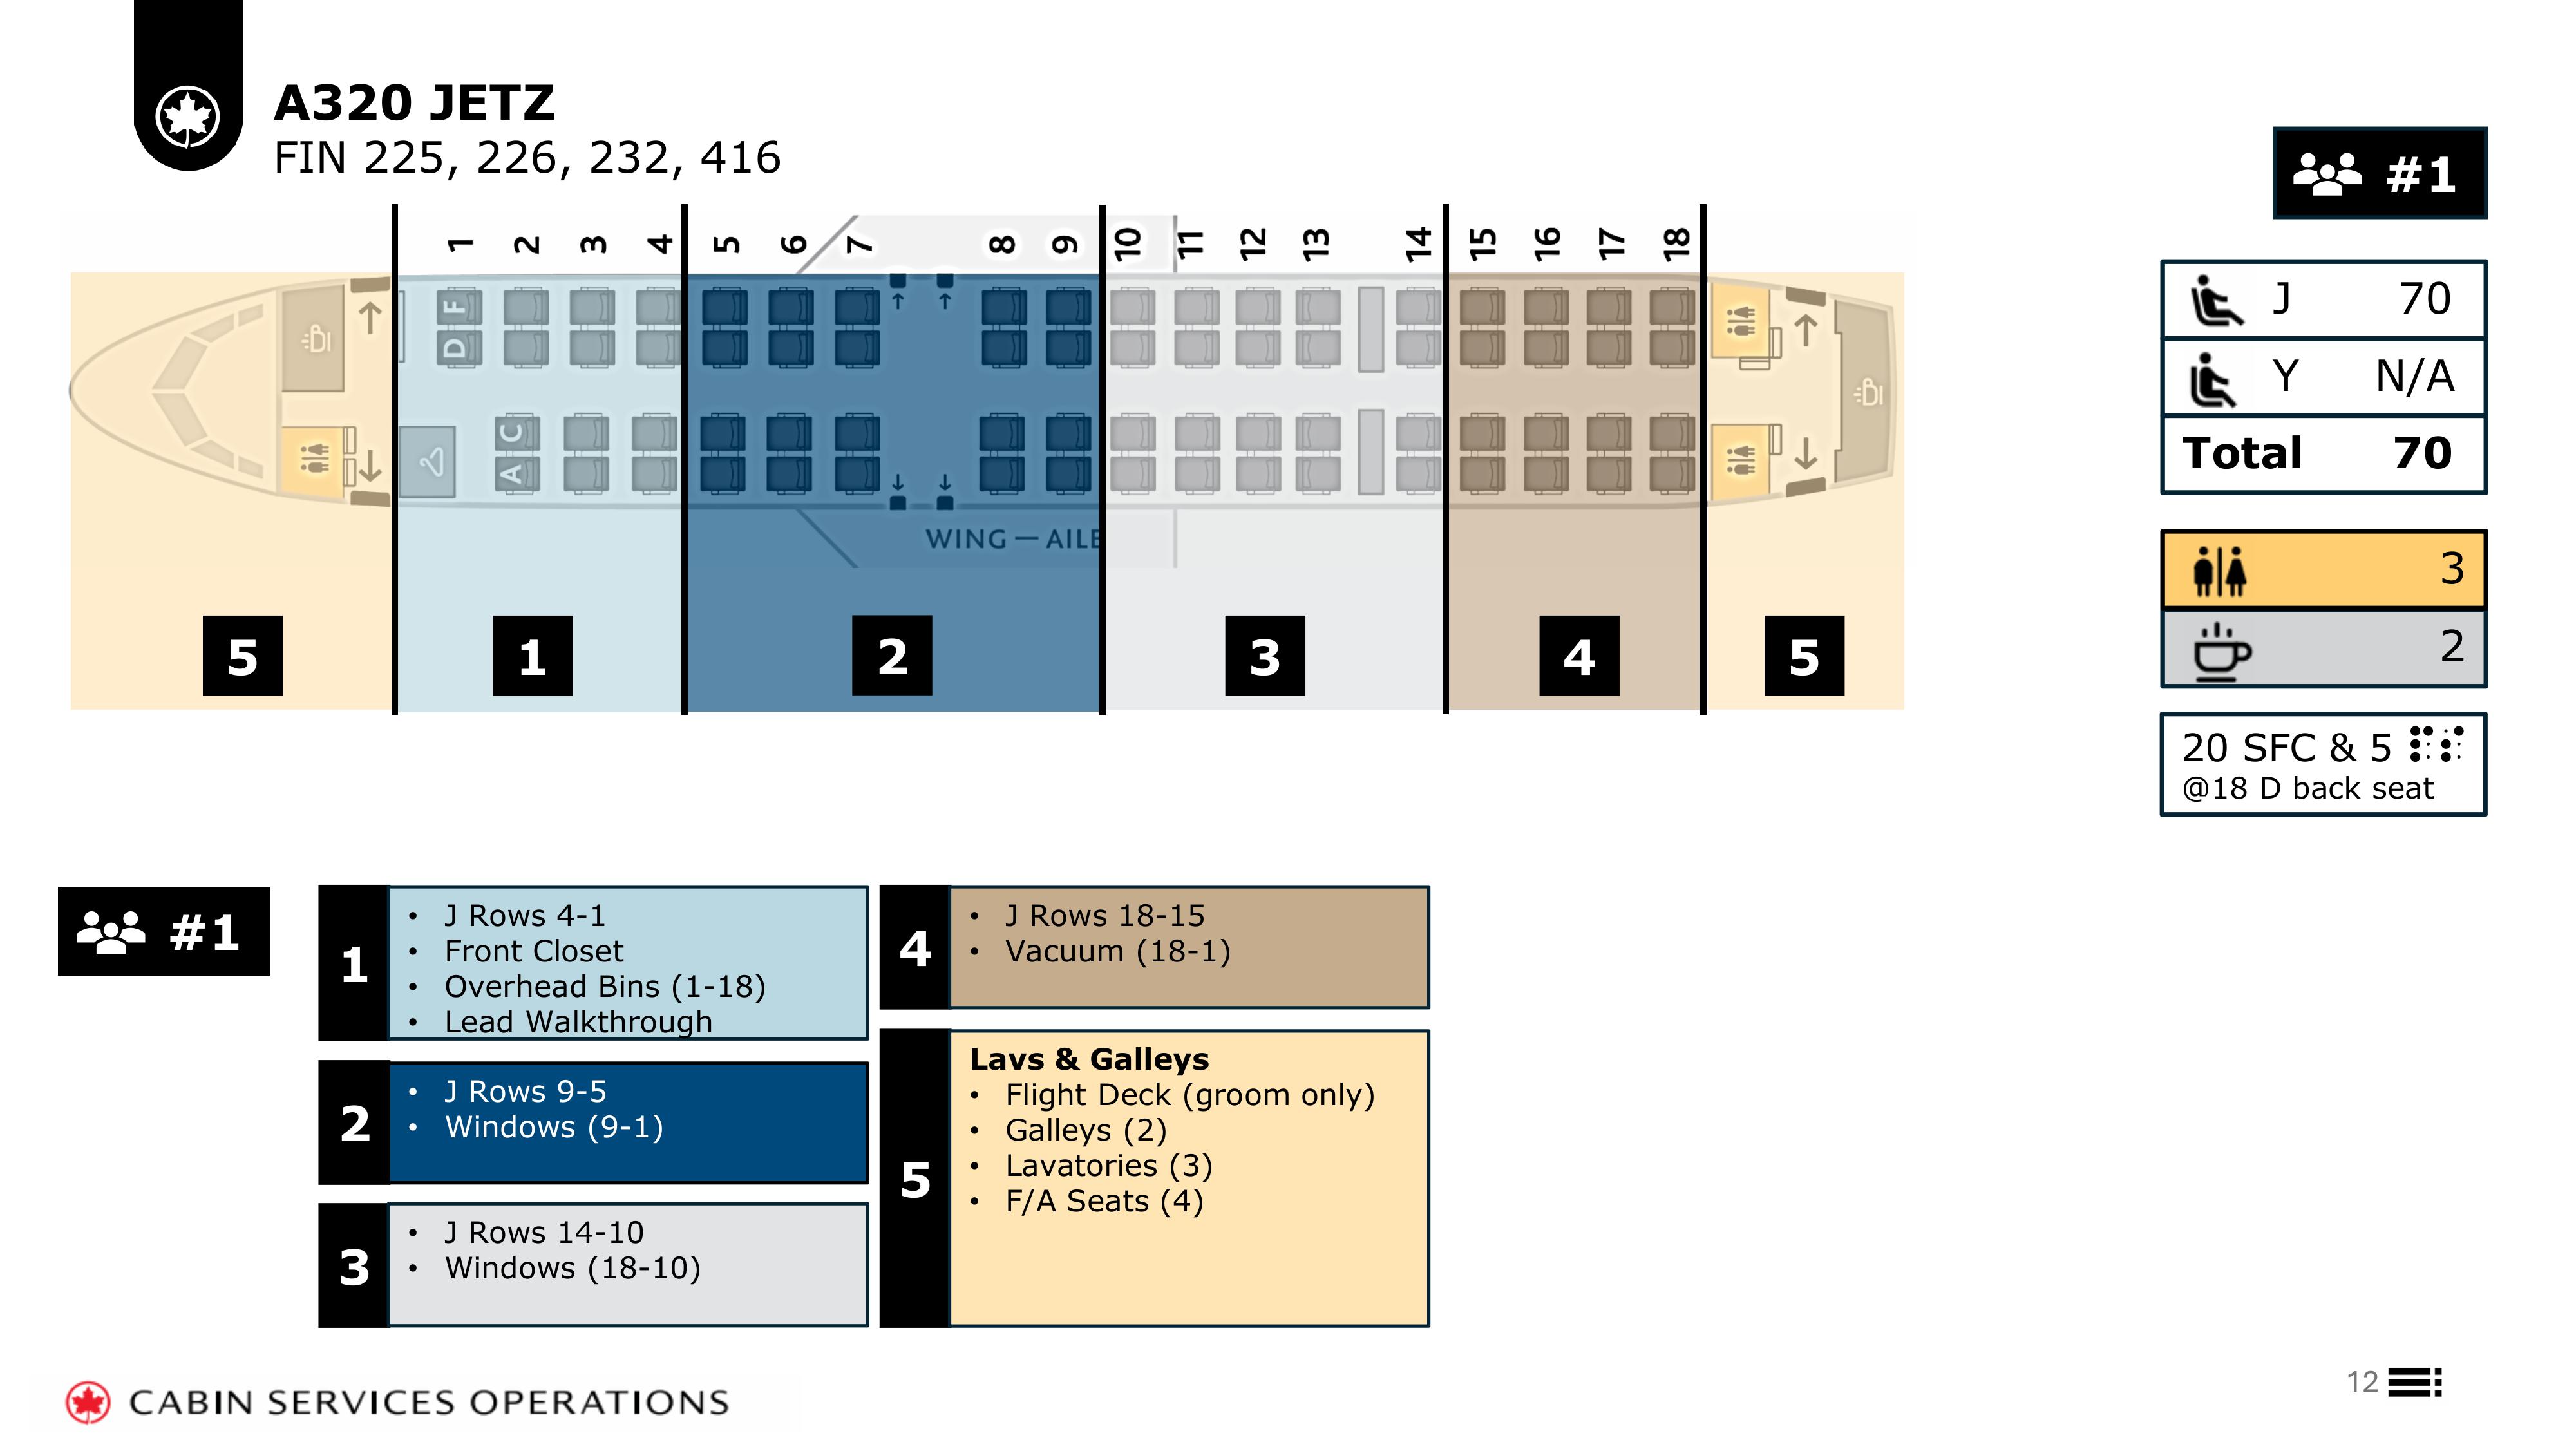 A320 JETZ
FIN 225, 226, 232, 416
#1
1 2 3 4 5 6 7 8 9 10 11 12 13 14 15 16 17 18
F
D
C
A
WING — AILE
5 1 2 3 4 5
J 70
Y N/A
Total 70
3
2
20 SFC & 5
@18 D back seat
#1
1
• J Rows 4-1
• Front Closet
• Overhead Bins (1-18)
• Lead Walkthrough
2
• J Rows 9-5
• Windows (9-1)
3
• J Rows 14-10
• Windows (18-10)
4
• J Rows 18-15
• Vacuum (18-1)
5
Lavs & Galleys
• Flight Deck (groom only)
• Galleys (2)
• Lavatories (3)
• F/A Seats (4)
CABIN SERVICES OPERATIONS
12